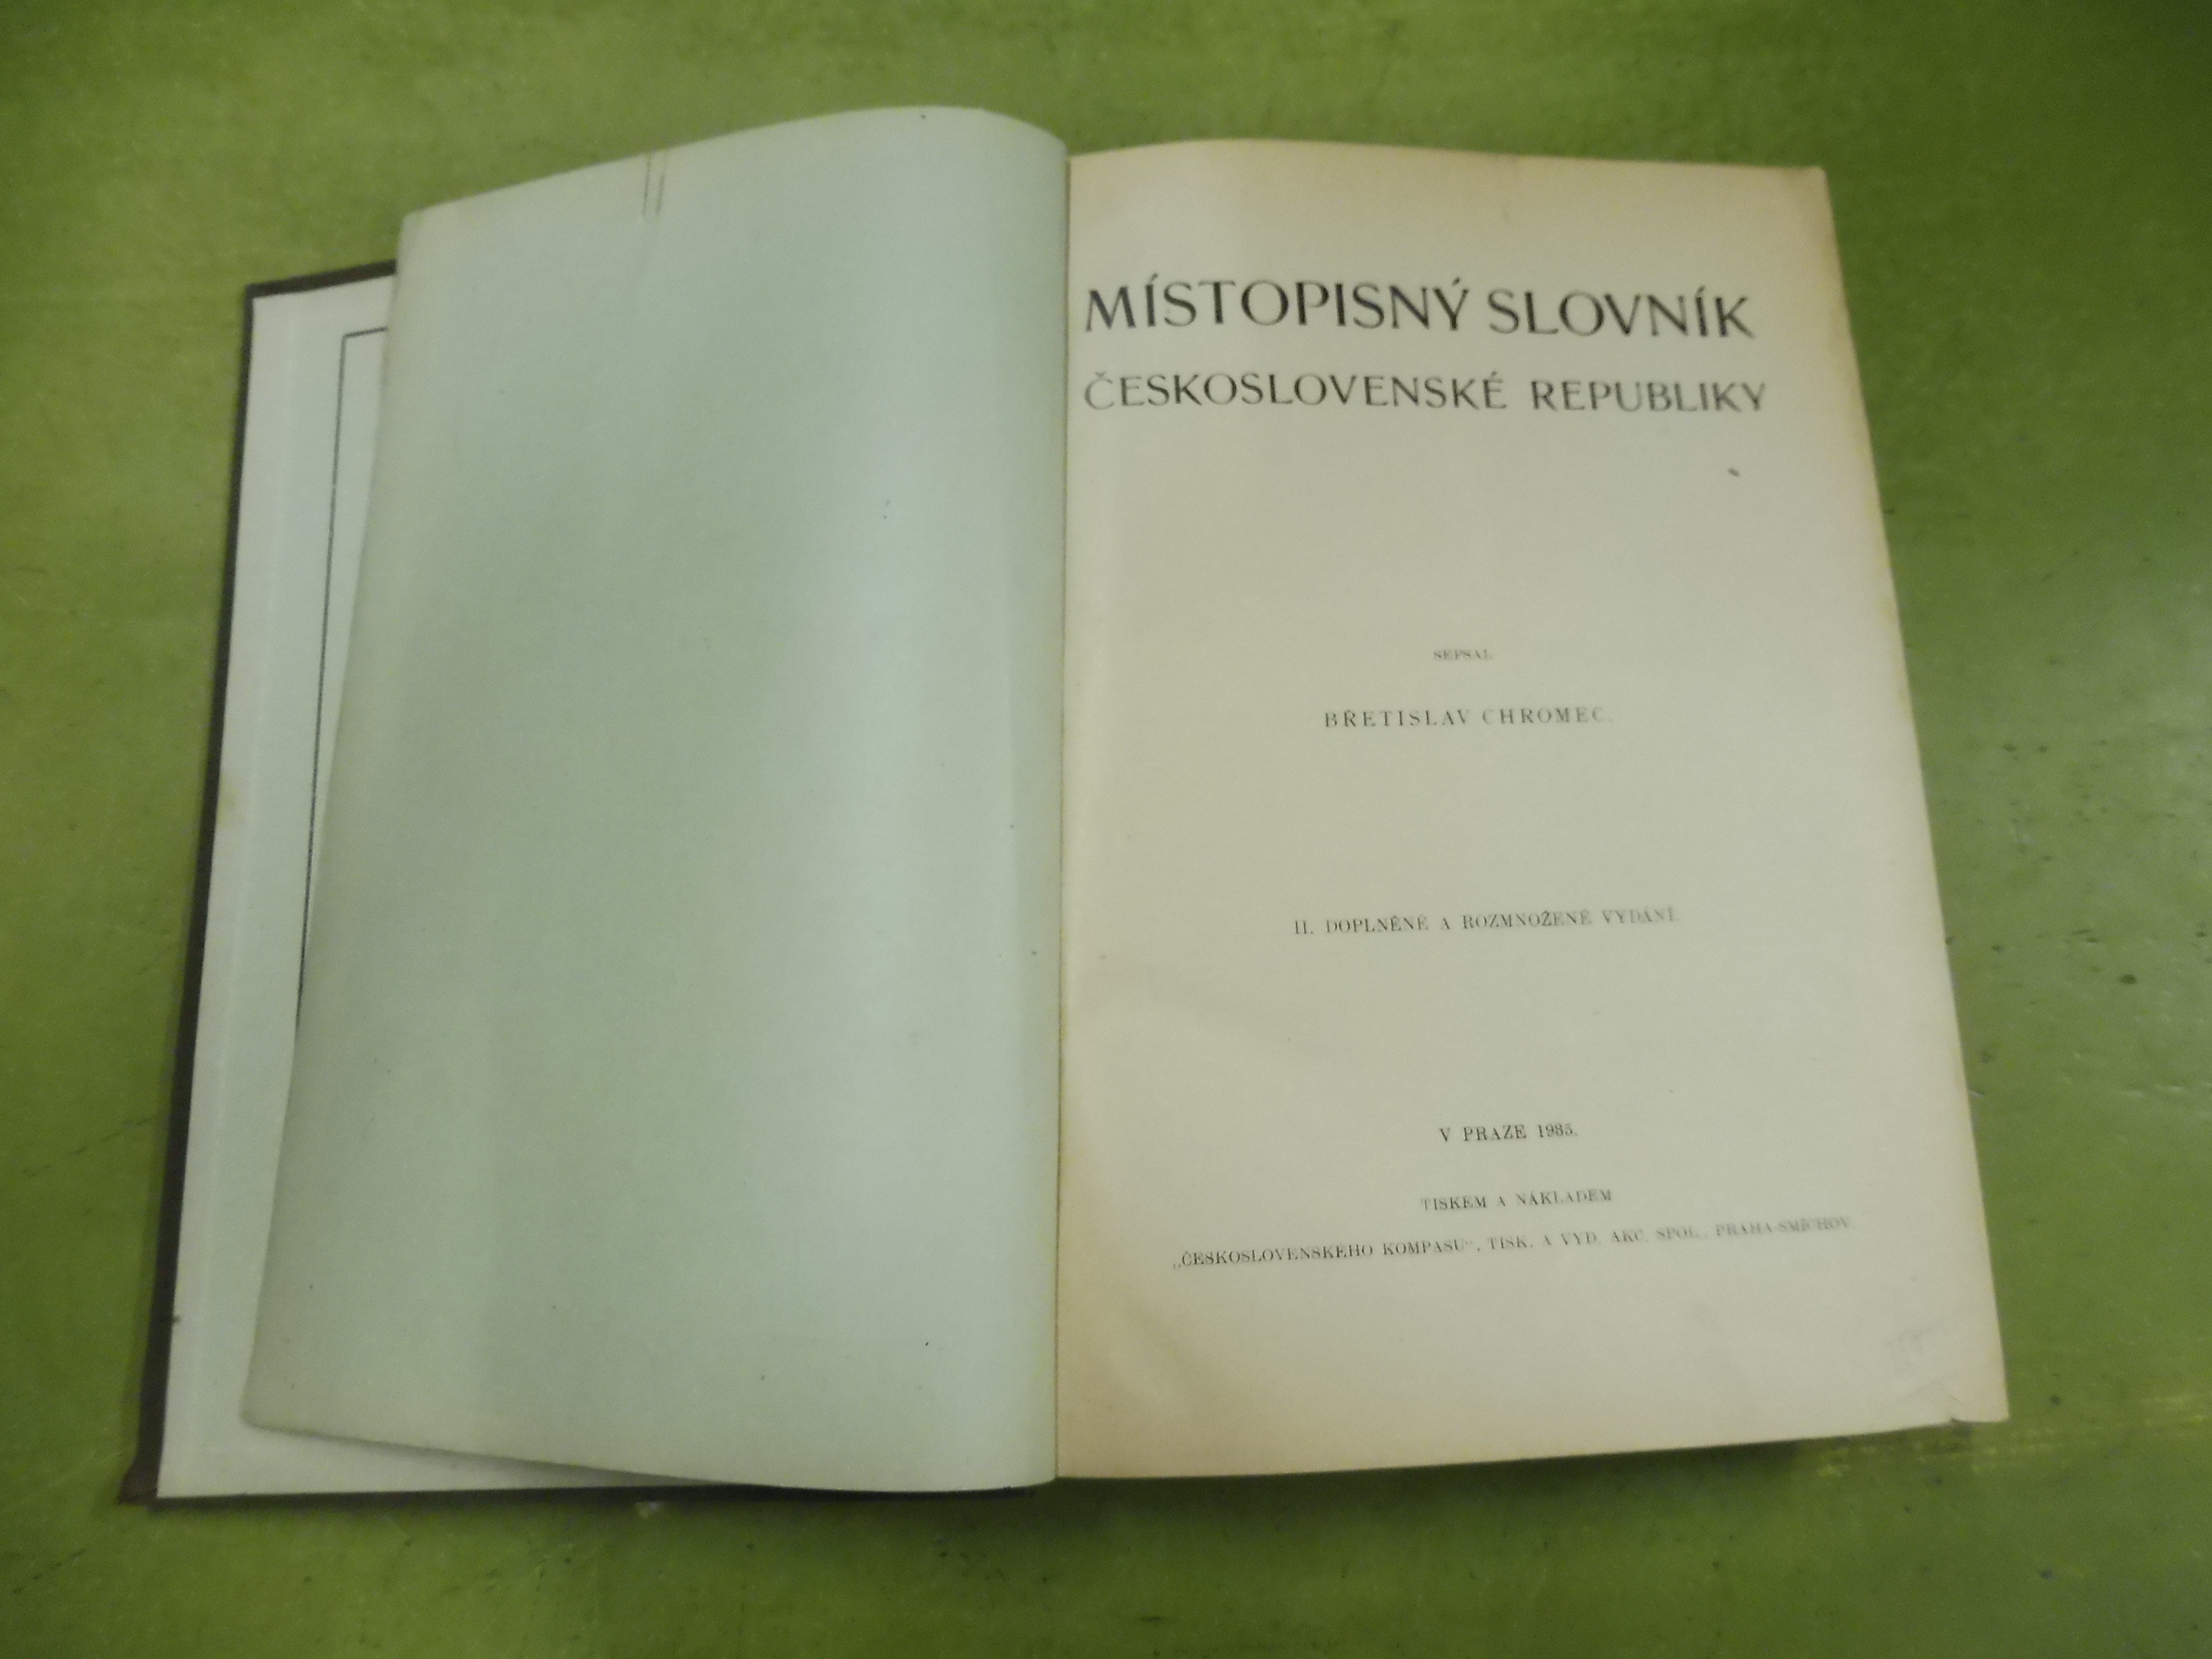 MÍSTOPISNÝ SLOVNÍK
ČESKOSLOVENSKÉ REPUBLIKY
SEPSAL
BŘETISLAV CHROMEC.
II. DOPLNĚNÉ A ROZMNOŽENÉ VYDÁNÍ.
V PRAZE 1935.
TISKEM A NÁKLADEM
„ČESKOSLOVENSKÉHO KOMPASU“, TISK. A VYD. AKC. SPOL., PRAHA-SMÍCHOV.